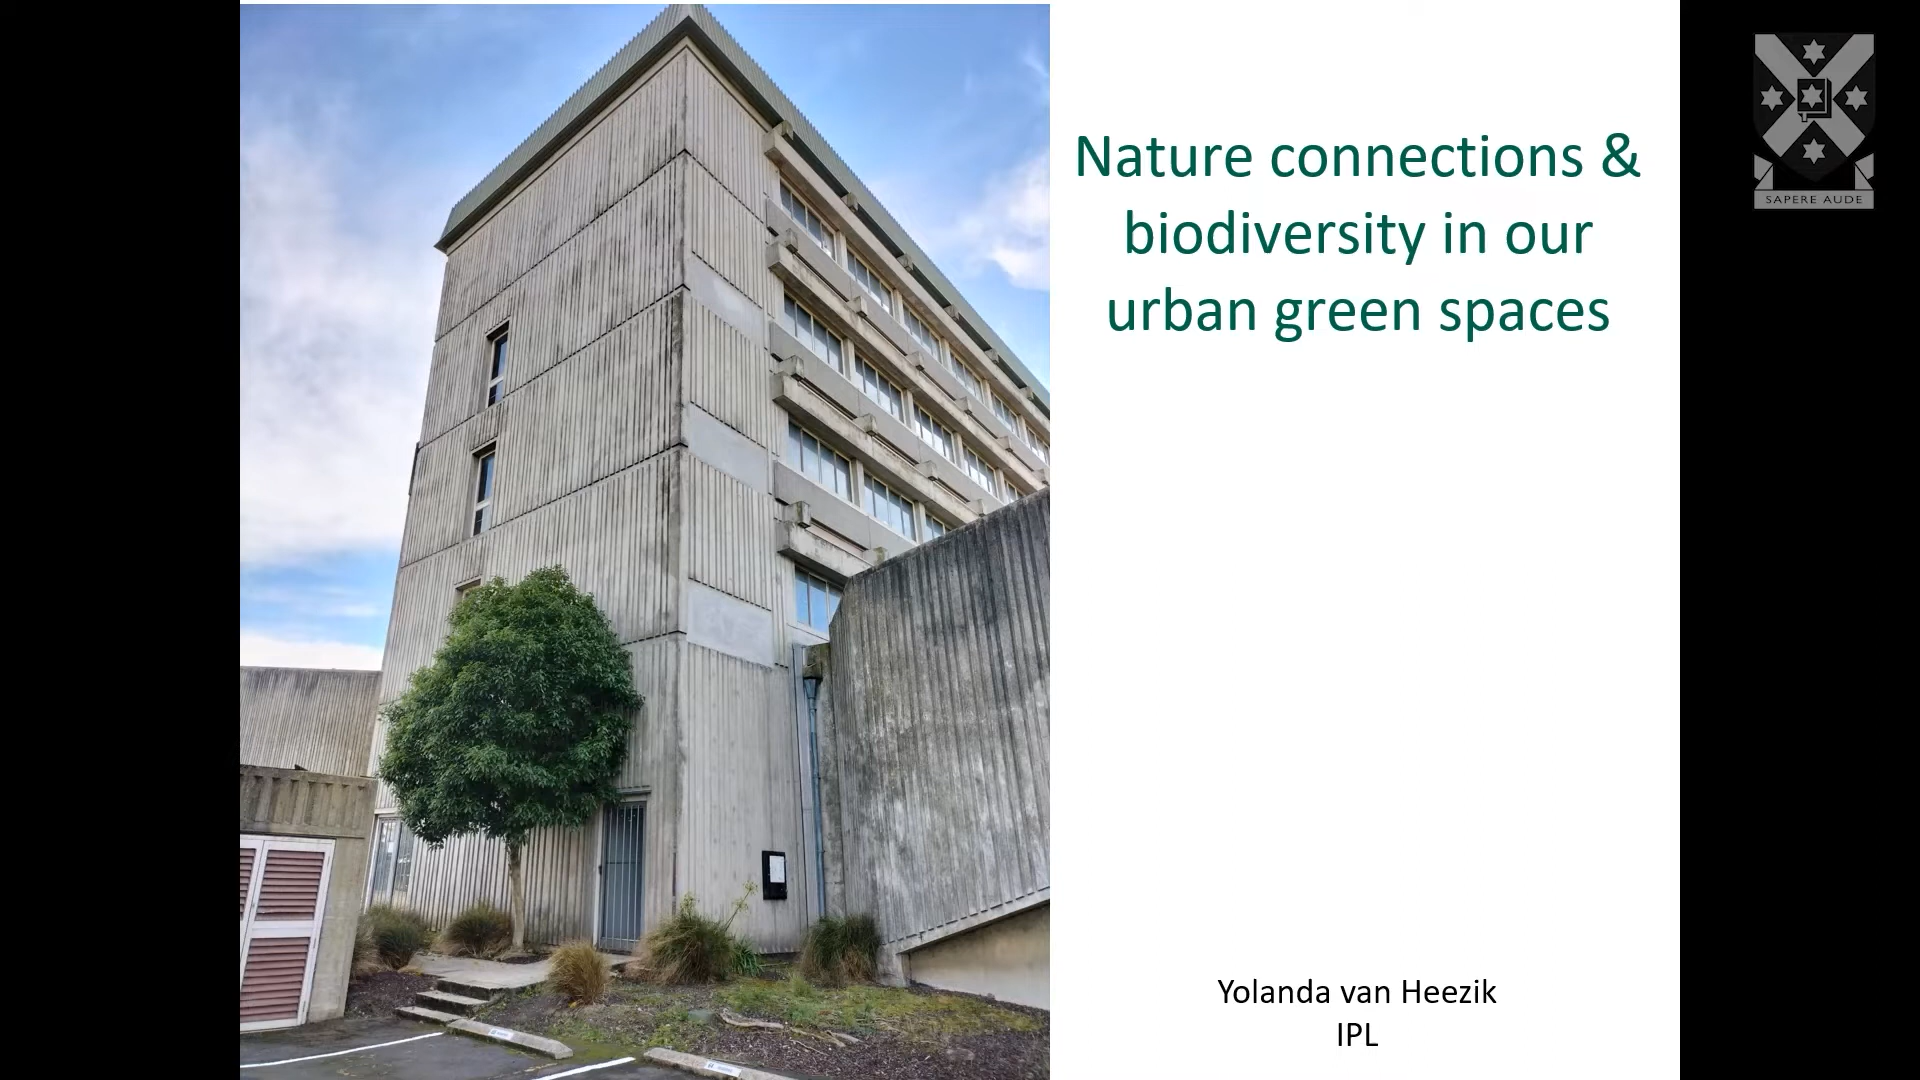 Nature connections &
biodiversity in our
urban green spaces
SAPERE AUDE
Yolanda van Heezik
IPL